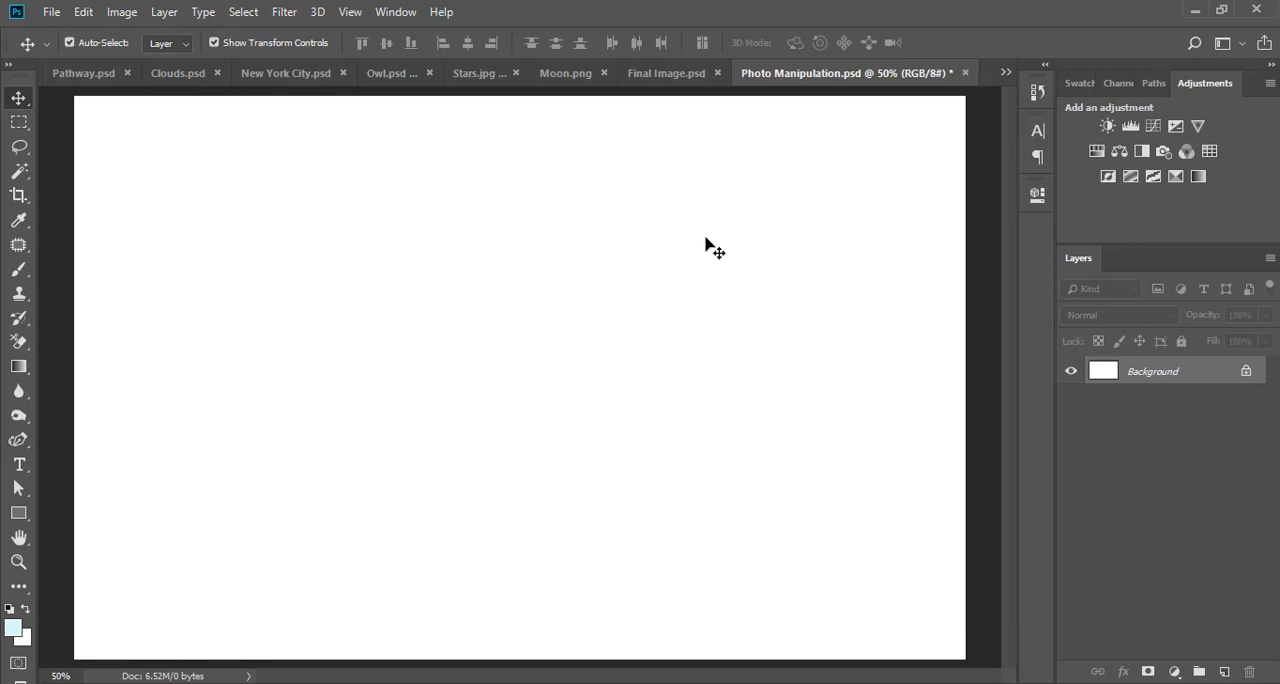 Ps File Edit Image Layer Type Select Filter 3D View Window Help
Auto-Select: Layer Show Transform Controls 3D Mode:
Pathway.psd × Clouds.psd × New York City.psd × Owl.psd ... × Stars.jpg ... × Moon.png × Final Image.psd × Photo Manipulation.psd @ 50% (RGB/8#) * ×
Swatch Channe Paths Adjustments
Add an adjustment
Layers
Kind
Normal Opacity: 100%
Lock: Fill: 100%
Background
50% Doc: 6.52M/0 bytes